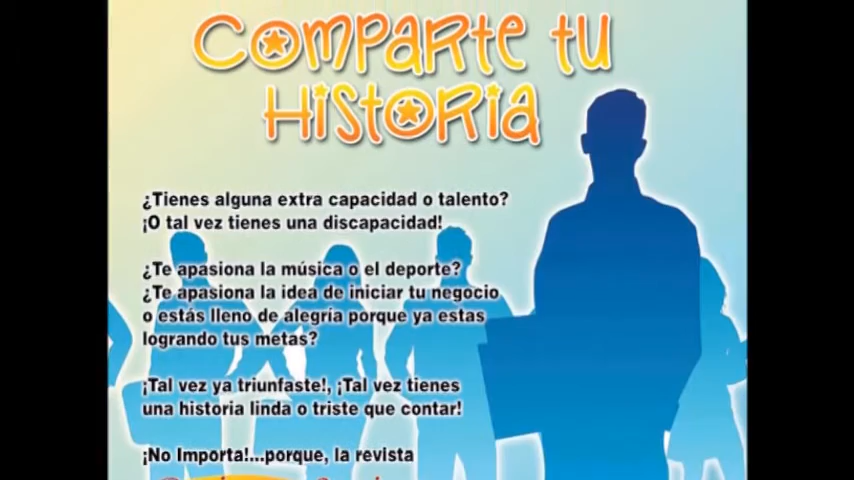 Comparte tu
Historia
¿Tienes alguna extra capacidad o talento?
¡O tal vez tienes una discapacidad!
¿Te apasiona la música o el deporte?
¿Te apasiona la idea de iniciar tu negocio
o estás lleno de alegría porque ya estas
logrando tus metas?
¡Tal vez ya triunfaste!, ¡Tal vez tienes
una historia linda o triste que contar!
¡No Importa!...porque, la revista